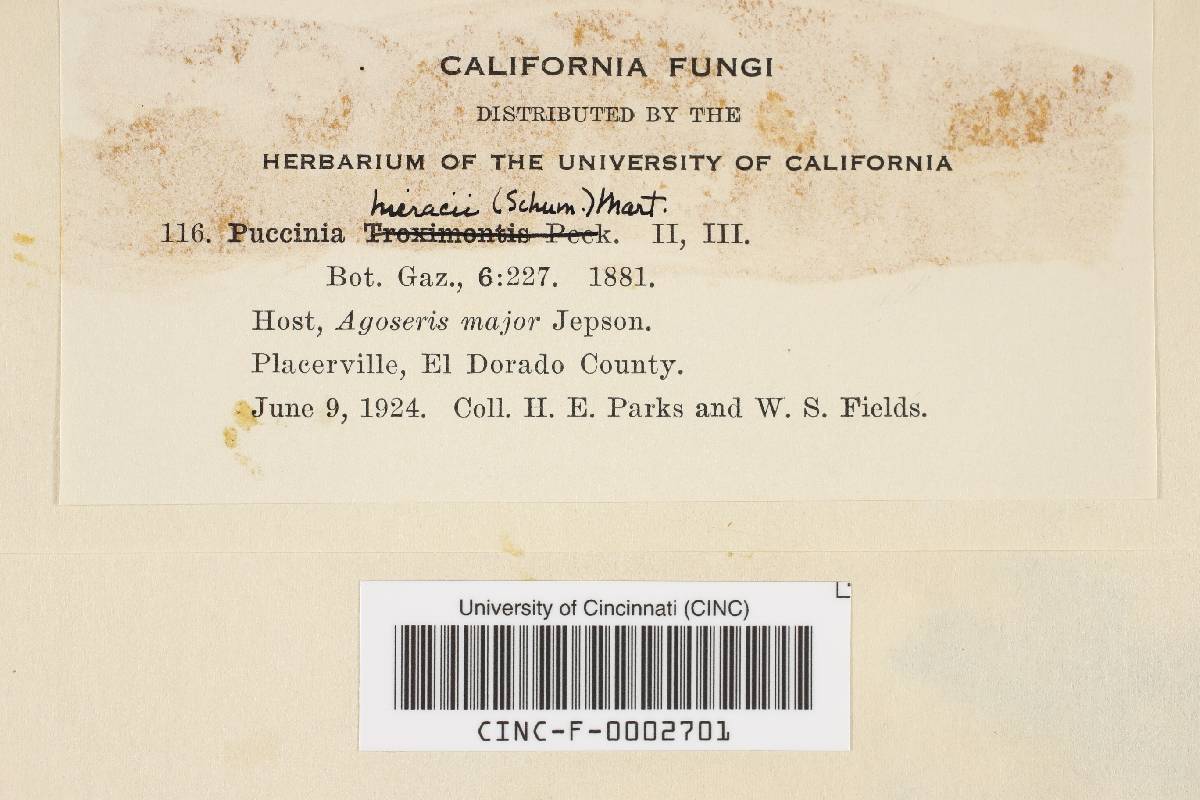 CALIFORNIA FUNGI
DISTRIBUTED BY THE
HERBARIUM OF THE UNIVERSITY OF CALIFORNIA
hieracii (Schum.) Mart.
116. Puccinia Troximontis Peck. II, III.
Bot. Gaz., 6:227. 1881.
Host, Agoseris major Jepson.
Placerville, El Dorado County.
June 9, 1924. Coll. H. E. Parks and W. S. Fields.
University of Cincinnati (CINC)
CINC-F-0002701